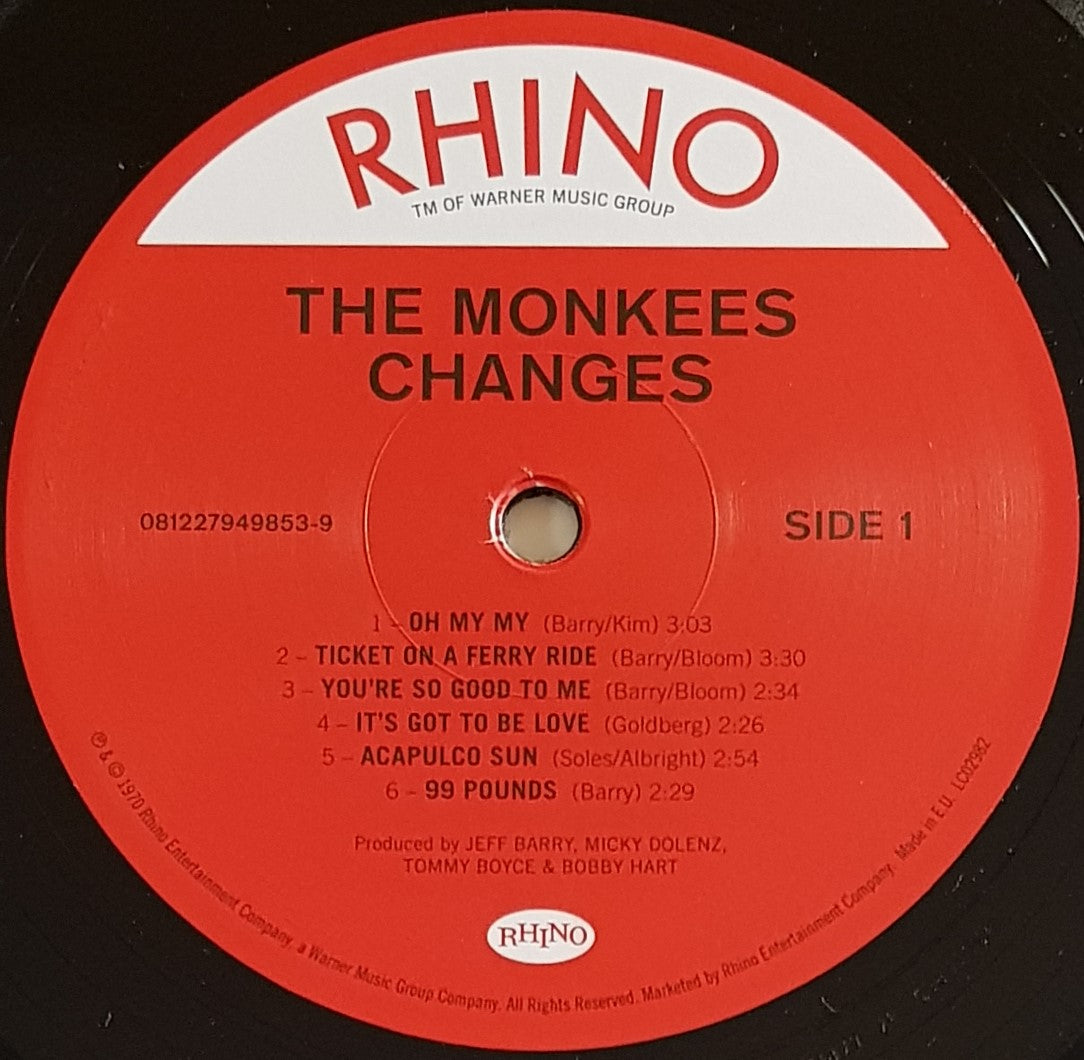 RHINO
TM OF WARNER MUSIC GROUP
THE MONKEES
CHANGES
081227949853-9
SIDE 1
1 – OH MY MY (Barry/Kim) 3:03
2 – TICKET ON A FERRY RIDE (Barry/Bloom) 3:30
3 – YOU'RE SO GOOD TO ME (Barry/Bloom) 2:34
4 – IT'S GOT TO BE LOVE (Goldberg) 2:26
5 – ACAPULCO SUN (Soles/Albright) 2:54
6 – 99 POUNDS (Barry) 2:29
Produced by JEFF BARRY, MICKY DOLENZ,
TOMMY BOYCE & BOBBY HART
RHINO
℗ & © 1970 Rhino Entertainment Company, a Warner Music Group Company. All Rights Reserved. Marketed by Rhino Entertainment Company. Made in E.U. LC02982